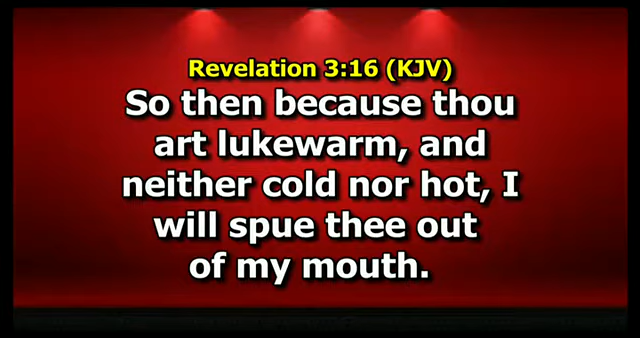 Revelation 3:16 (KJV)
So then because thou
art lukewarm, and
neither cold nor hot, I
will spue thee out
of my mouth.